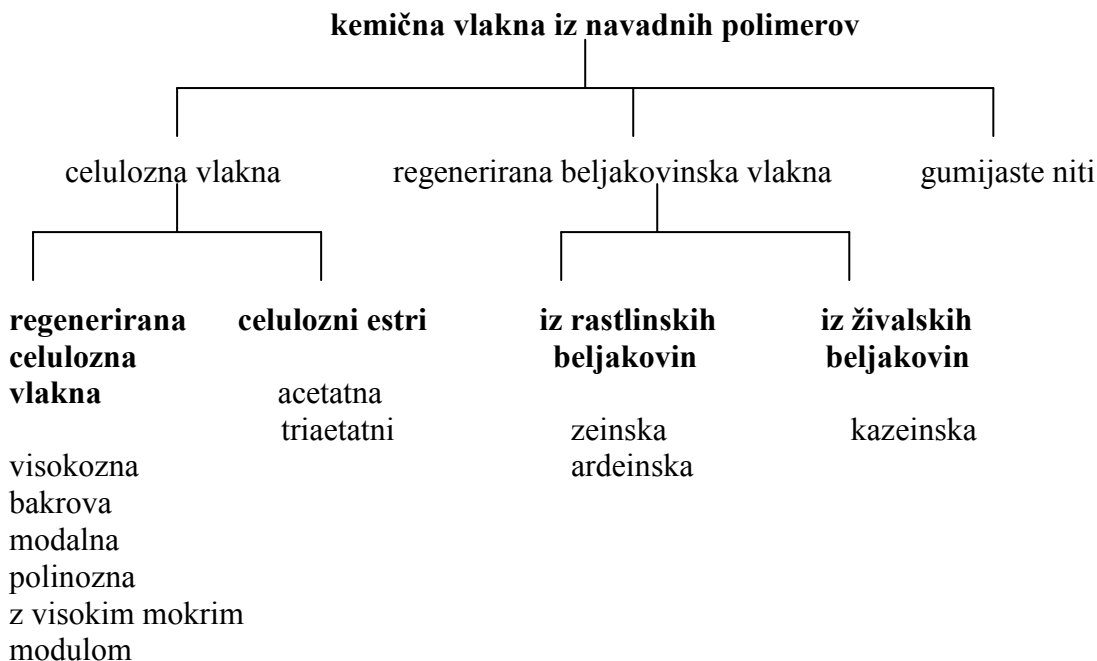 kemična vlakna iz navadnih polimerov
celulozna vlakna
regenerirana beljakovinska vlakna
gumijaste niti
regenerirana
celulozna
vlakna
visokozna
bakrova
modalna
polinozna
z visokim mokrim
modulom
celulozni estri
acetatna
triaetatni
iz rastlinskih
beljakovin
zeinska
ardeinska
iz živalskih
beljakovin
kazeinska